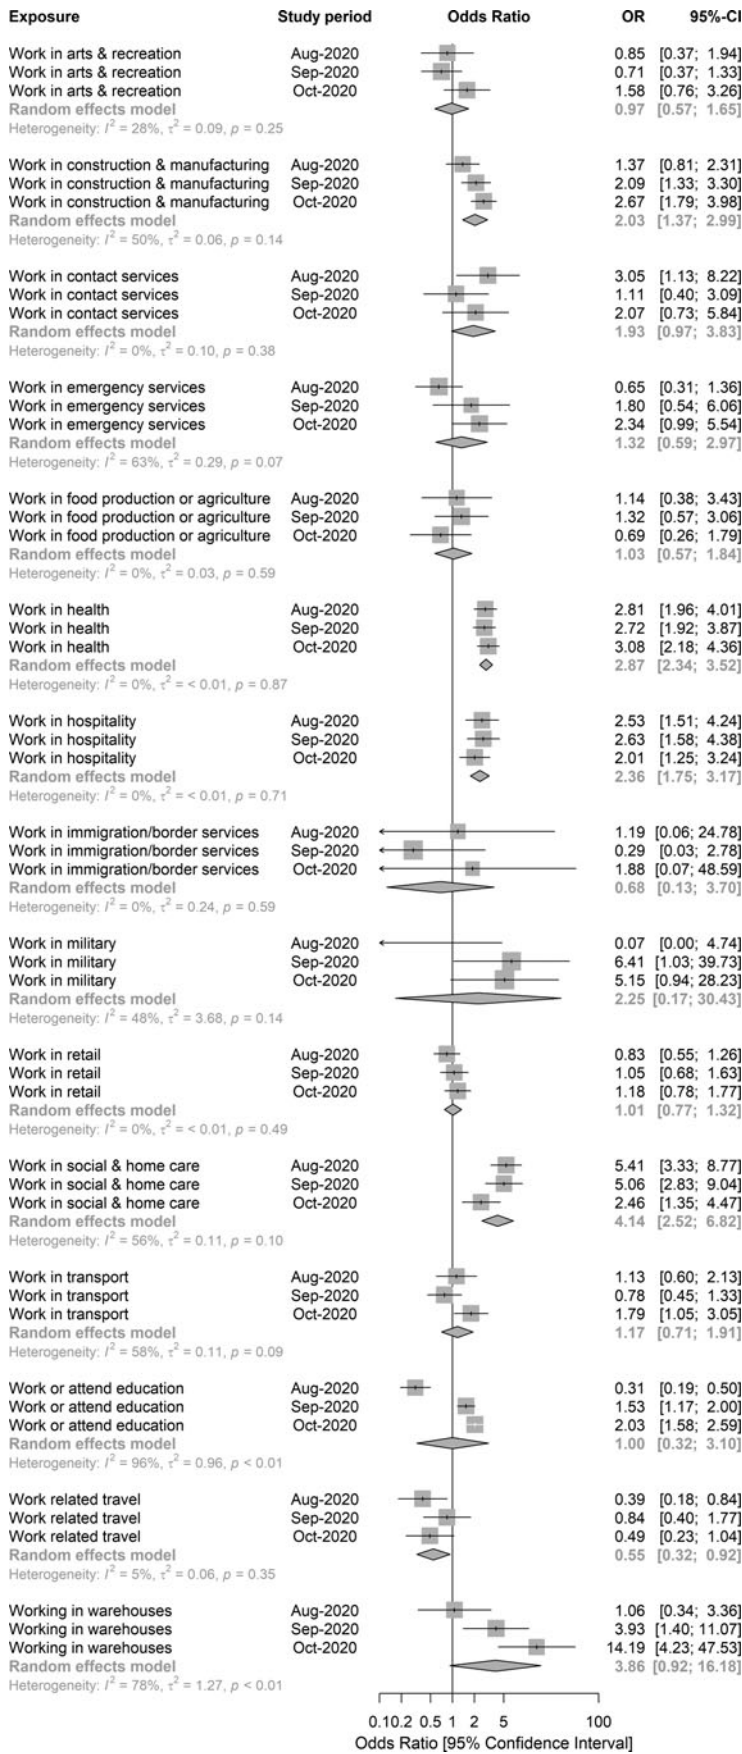 Exposure Study period Odds Ratio OR 95%-CI
Work in arts & recreation Aug-2020 0.85 [0.37; 1.94]
Work in arts & recreation Sep-2020 0.71 [0.37; 1.33]
Work in arts & recreation Oct-2020 1.58 [0.76; 3.26]
Random effects model 0.97 [0.57; 1.65]
Heterogeneity: I² = 28%, τ² = 0.09, p = 0.25
Work in construction & manufacturing Aug-2020 1.37 [0.81; 2.31]
Work in construction & manufacturing Sep-2020 2.09 [1.33; 3.30]
Work in construction & manufacturing Oct-2020 2.67 [1.79; 3.98]
Random effects model 2.03 [1.37; 2.99]
Heterogeneity: I² = 50%, τ² = 0.06, p = 0.14
Work in contact services Aug-2020 3.05 [1.13; 8.22]
Work in contact services Sep-2020 1.11 [0.40; 3.09]
Work in contact services Oct-2020 2.07 [0.73; 5.84]
Random effects model 1.93 [0.97; 3.83]
Heterogeneity: I² = 0%, τ² = 0.10, p = 0.38
Work in emergency services Aug-2020 0.65 [0.31; 1.36]
Work in emergency services Sep-2020 1.80 [0.54; 6.06]
Work in emergency services Oct-2020 2.34 [0.99; 5.54]
Random effects model 1.32 [0.59; 2.97]
Heterogeneity: I² = 63%, τ² = 0.29, p = 0.07
Work in food production or agriculture Aug-2020 1.14 [0.38; 3.43]
Work in food production or agriculture Sep-2020 1.32 [0.57; 3.06]
Work in food production or agriculture Oct-2020 0.69 [0.26; 1.79]
Random effects model 1.03 [0.57; 1.84]
Heterogeneity: I² = 0%, τ² = 0.03, p = 0.59
Work in health Aug-2020 2.81 [1.96; 4.01]
Work in health Sep-2020 2.72 [1.92; 3.87]
Work in health Oct-2020 3.08 [2.18; 4.36]
Random effects model 2.87 [2.34; 3.52]
Heterogeneity: I² = 0%, τ² = < 0.01, p = 0.87
Work in hospitality Aug-2020 2.53 [1.51; 4.24]
Work in hospitality Sep-2020 2.63 [1.58; 4.38]
Work in hospitality Oct-2020 2.01 [1.25; 3.24]
Random effects model 2.36 [1.75; 3.17]
Heterogeneity: I² = 0%, τ² = < 0.01, p = 0.71
Work in immigration/border services Aug-2020 1.19 [0.06; 24.78]
Work in immigration/border services Sep-2020 0.29 [0.03; 2.78]
Work in immigration/border services Oct-2020 1.88 [0.07; 48.59]
Random effects model 0.68 [0.13; 3.70]
Heterogeneity: I² = 0%, τ² = 0.24, p = 0.59
Work in military Aug-2020 0.07 [0.00; 4.74]
Work in military Sep-2020 6.41 [1.03; 39.73]
Work in military Oct-2020 5.15 [0.94; 28.23]
Random effects model 2.25 [0.17; 30.43]
Heterogeneity: I² = 48%, τ² = 3.68, p = 0.14
Work in retail Aug-2020 0.83 [0.55; 1.26]
Work in retail Sep-2020 1.05 [0.68; 1.63]
Work in retail Oct-2020 1.18 [0.78; 1.77]
Random effects model 1.01 [0.77; 1.32]
Heterogeneity: I² = 0%, τ² = < 0.01, p = 0.49
Work in social & home care Aug-2020 5.41 [3.33; 8.77]
Work in social & home care Sep-2020 5.06 [2.83; 9.04]
Work in social & home care Oct-2020 2.46 [1.35; 4.47]
Random effects model 4.14 [2.52; 6.82]
Heterogeneity: I² = 56%, τ² = 0.11, p = 0.10
Work in transport Aug-2020 1.13 [0.60; 2.13]
Work in transport Sep-2020 0.78 [0.45; 1.33]
Work in transport Oct-2020 1.79 [1.05; 3.05]
Random effects model 1.17 [0.71; 1.91]
Heterogeneity: I² = 58%, τ² = 0.11, p = 0.09
Work or attend education Aug-2020 0.31 [0.19; 0.50]
Work or attend education Sep-2020 1.53 [1.17; 2.00]
Work or attend education Oct-2020 2.03 [1.58; 2.59]
Random effects model 1.00 [0.32; 3.10]
Heterogeneity: I² = 96%, τ² = 0.96, p < 0.01
Work related travel Aug-2020 0.39 [0.18; 0.84]
Work related travel Sep-2020 0.84 [0.40; 1.77]
Work related travel Oct-2020 0.49 [0.23; 1.04]
Random effects model 0.55 [0.32; 0.92]
Heterogeneity: I² = 5%, τ² = 0.06, p = 0.35
Working in warehouses Aug-2020 1.06 [0.34; 3.36]
Working in warehouses Sep-2020 3.93 [1.40; 11.07]
Working in warehouses Oct-2020 14.19 [4.23; 47.53]
Random effects model 3.86 [0.92; 16.18]
Heterogeneity: I² = 78%, τ² = 1.27, p < 0.01
0.1 0.2 0.5 1 2 5 100
Odds Ratio [95% Confidence Interval]